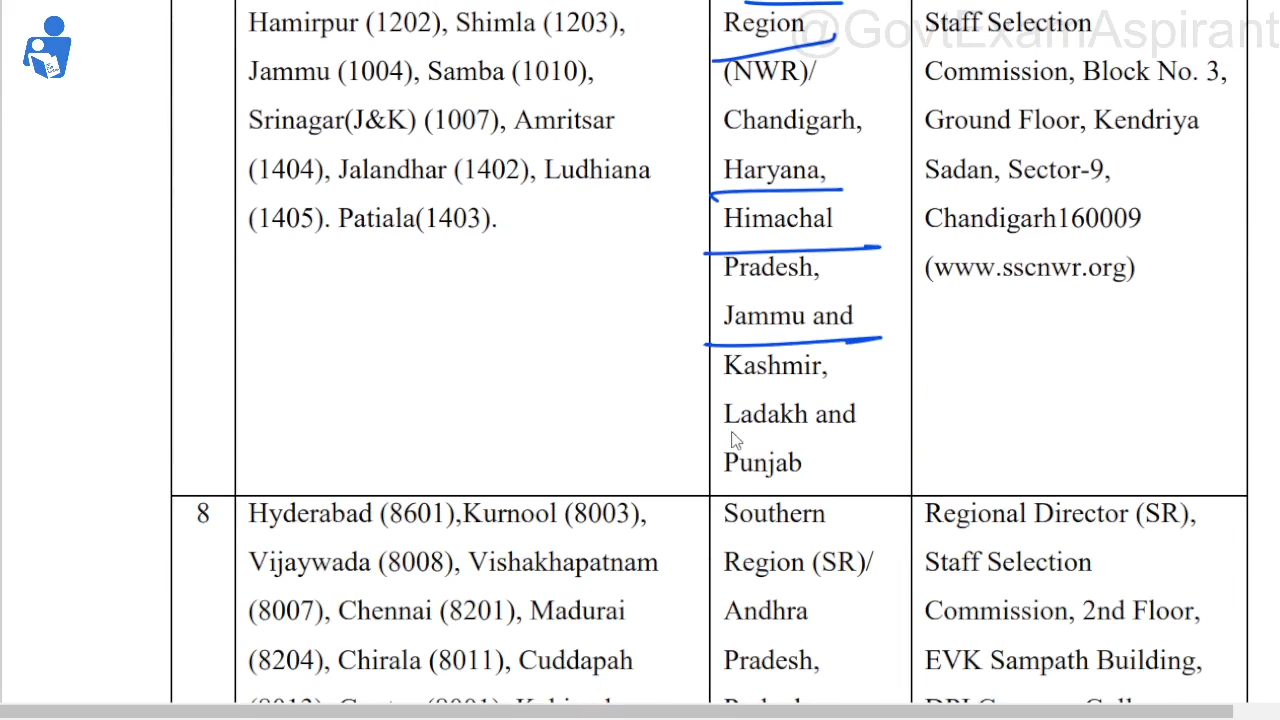 @GovtExamAspirant
Hamirpur (1202), Shimla (1203),
Jammu (1004), Samba (1010),
Srinagar(J&K) (1007), Amritsar
(1404), Jalandhar (1402), Ludhiana
(1405). Patiala(1403).
Region
(NWR)/
Chandigarh,
Haryana,
Himachal
Pradesh,
Jammu and
Kashmir,
Ladakh and
Punjab
Staff Selection
Commission, Block No. 3,
Ground Floor, Kendriya
Sadan, Sector-9,
Chandigarh160009
(www.sscnwr.org)
8
Hyderabad (8601),Kurnool (8003),
Vijaywada (8008), Vishakhapatnam
(8007), Chennai (8201), Madurai
(8204), Chirala (8011), Cuddapah
Southern
Region (SR)/
Andhra
Pradesh,
Regional Director (SR),
Staff Selection
Commission, 2nd Floor,
EVK Sampath Building,